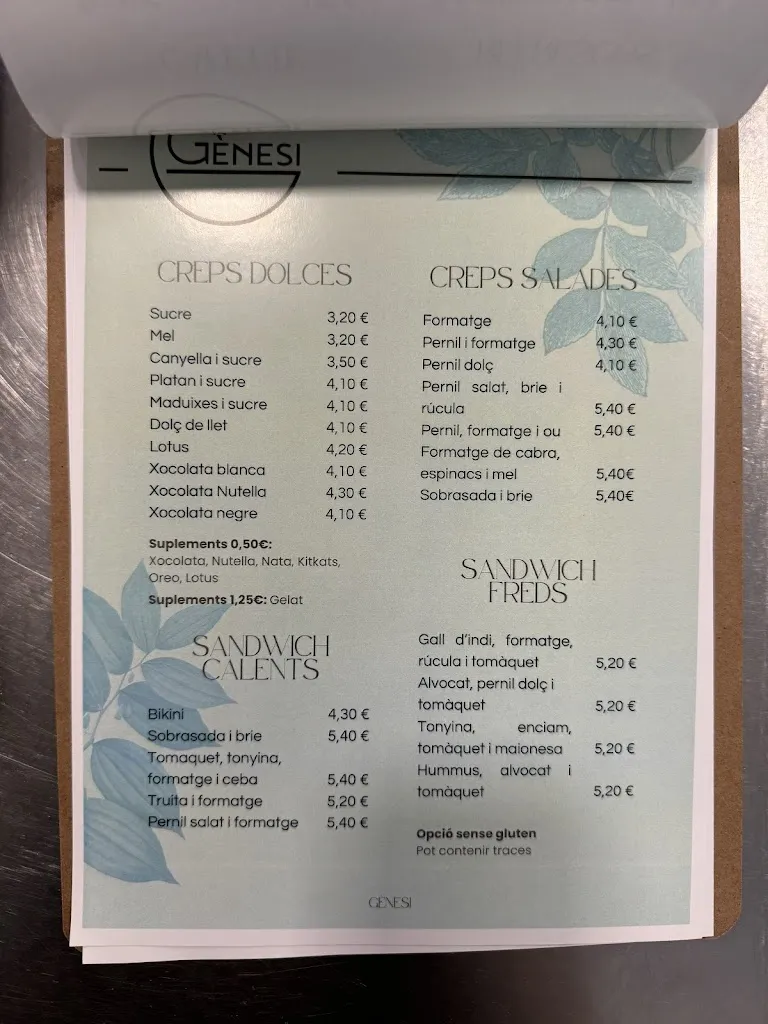 GÈNESI
CREPS DOLCES
Sucre 3,20 €
Mel 3,20 €
Canyella i sucre 3,50 €
Platan i sucre 4,10 €
Maduixes i sucre 4,10 €
Dolç de llet 4,10 €
Lotus 4,20 €
Xocolata blanca 4,10 €
Xocolata Nutella 4,30 €
Xocolata negre 4,10 €
Suplements 0,50€:
Xocolata, Nutella, Nata, Kitkats,
Oreo, Lotus
Suplements 1,25€: Gelat
SANDWICH
CALENTS
Bikini 4,30 €
Sobrasada i brie 5,40 €
Tomaquet, tonyina,
formatge i ceba 5,40 €
Truita i formatge 5,20 €
Pernil salat i formatge 5,40 €
CREPS SALADES
Formatge 4,10 €
Pernil i formatge 4,30 €
Pernil dolç 4,10 €
Pernil salat, brie i
rúcula 5,40 €
Pernil, formatge i ou 5,40 €
Formatge de cabra,
espinacs i mel 5,40€
Sobrasada i brie 5,40€
SANDWICH
FREDS
Gall d'indi, formatge,
rúcula i tomàquet 5,20 €
Alvocat, pernil dolç i
tomàquet 5,20 €
Tonyina, enciam,
tomàquet i maionesa 5,20 €
Hummus, alvocat i
tomàquet 5,20 €
Opció sense gluten
Pot contenir traces
GÈNESI